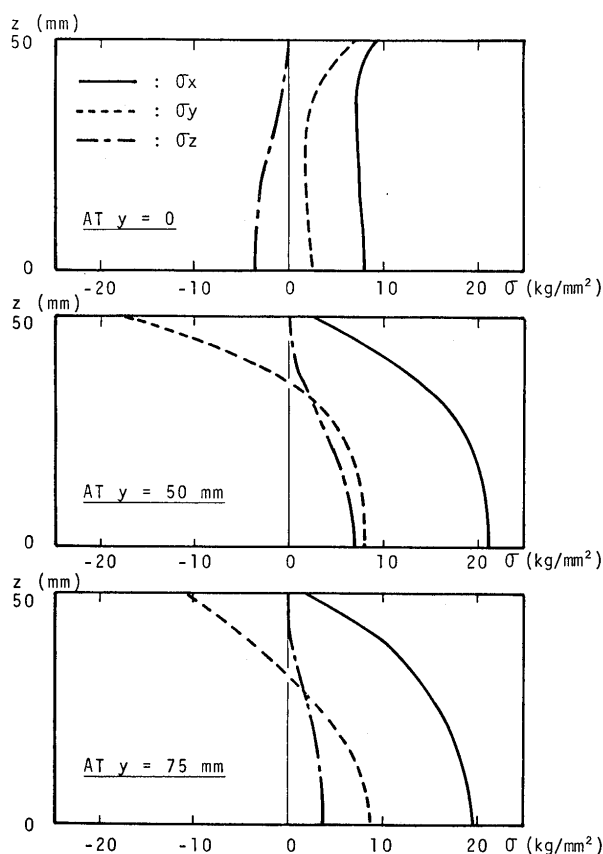 z (mm)
50
: σx
: σy
: σz
AT y = 0
0
-20 -10 0 10 20 σ (kg/mm²)
z (mm)
50
AT y = 50 mm
0
-20 -10 0 10 20 σ (kg/mm²)
z (mm)
50
AT y = 75 mm
0
-20 -10 0 10 20 σ (kg/mm²)